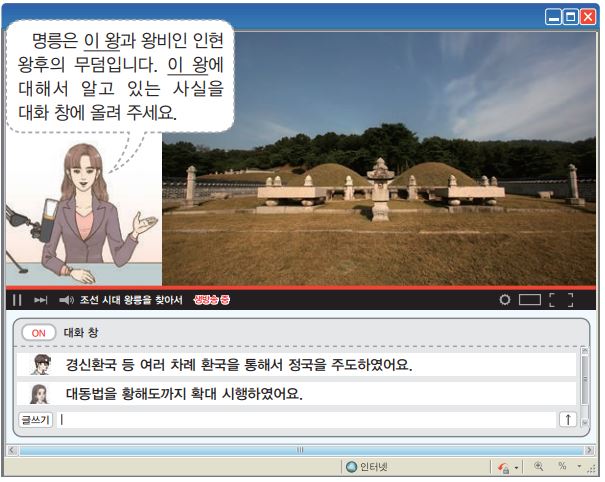 명릉은 이 왕과 왕비인 인현
왕후의 무덤입니다. 이 왕에
대해서 알고 있는 사실을
대화 창에 올려 주세요.
조선 시대 왕릉을 찾아서 생방송 중
ON 대화 창
경신환국 등 여러 차례 환국을 통해서 정국을 주도하였어요.
대동법을 황해도까지 확대 시행하였어요.
글쓰기
인터넷
%